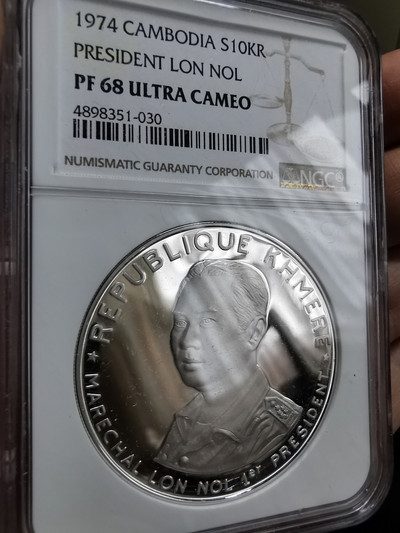 1974 CAMBODIA S10KR
PRESIDENT LON NOL
PF 68 ULTRA CAMEO
4898351-030
NUMISMATIC GUARANTY CORPORATION
NGC
REPUBLIQUE KHMERE
★ MARECHAL LON NOL 1ER PRESIDENT ★